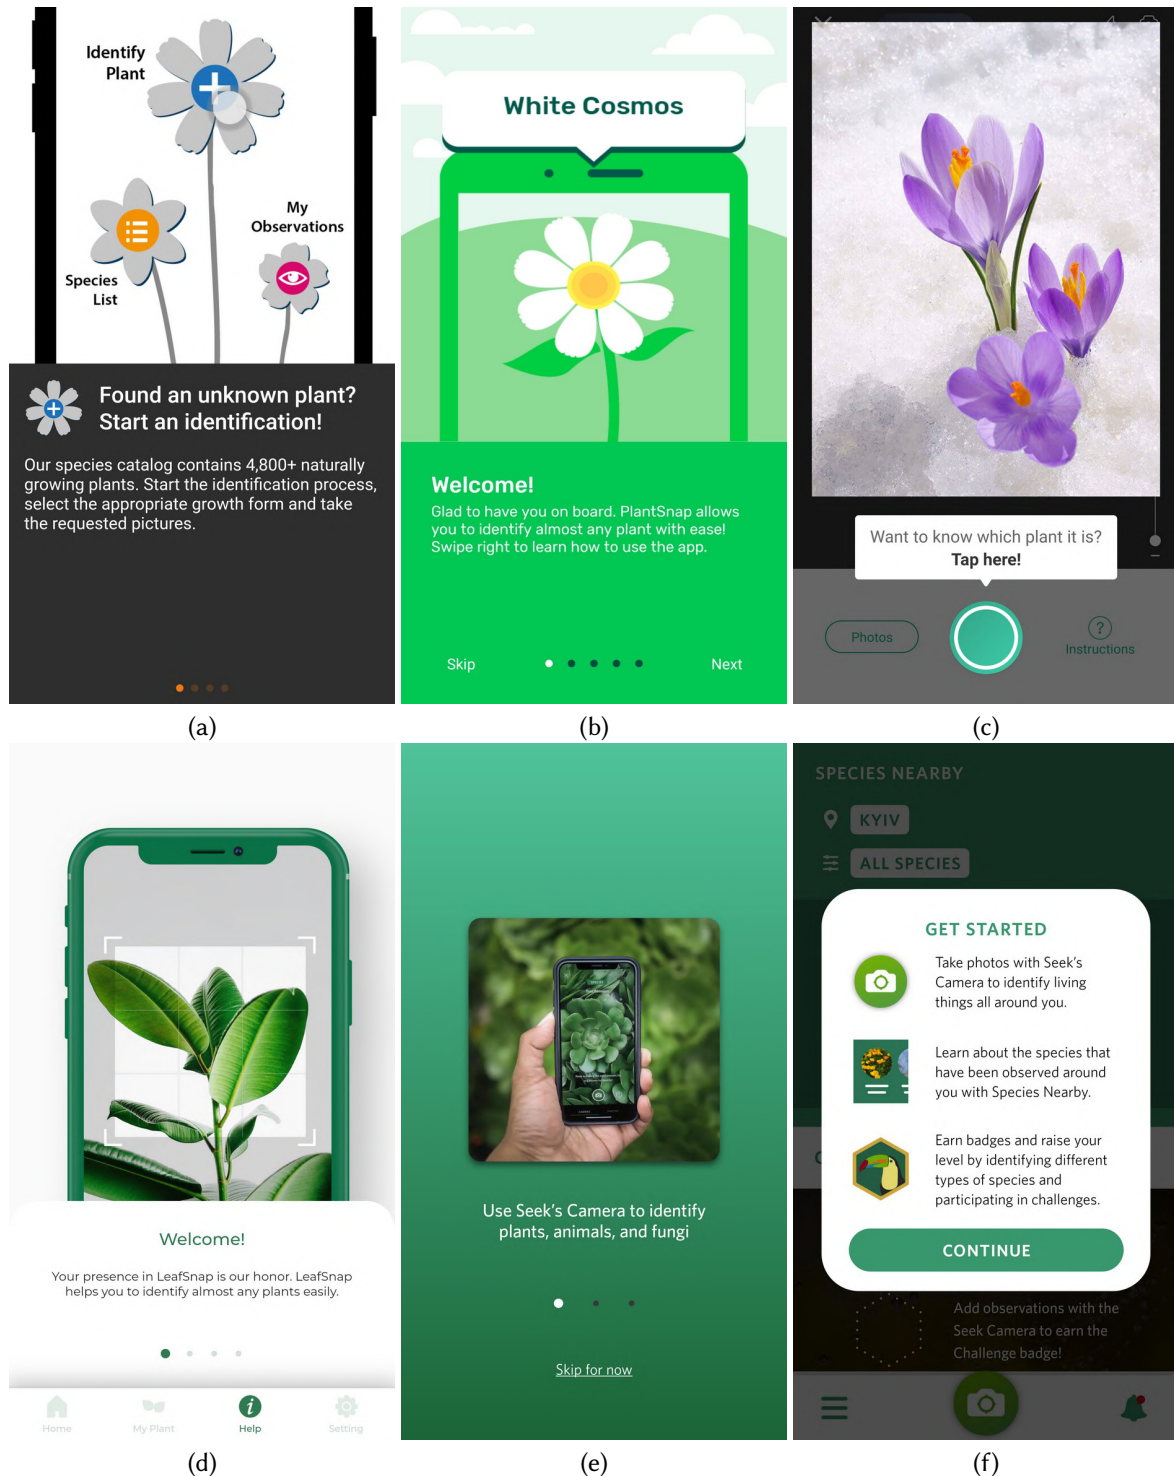 Identify
Plant
My
Observations
Species
List
Found an unknown plant?
Start an identification!
Our species catalog contains 4,800+ naturally
growing plants. Start the identification process,
select the appropriate growth form and take
the requested pictures.
(a)
White Cosmos
Welcome!
Glad to have you on board. PlantSnap allows
you to identify almost any plant with ease!
Swipe right to learn how to use the app.
Skip
Next
(b)
Want to know which plant it is?
Tap here!
Photos
?
Instructions
(c)
Welcome!
Your presence in LeafSnap is our honor. LeafSnap
helps you to identify almost any plants easily.
Home
My Plant
Help
Setting
(d)
Use Seek's Camera to identify
plants, animals, and fungi
Skip for now
(e)
SPECIES NEARBY
KYIV
ALL SPECIES
GET STARTED
Take photos with Seek's
Camera to identify living
things all around you.
Learn about the species that
have been observed around
you with Species Nearby.
Earn badges and raise your
level by identifying different
types of species and
participating in challenges.
CONTINUE
Add observations with the
Seek Camera to earn the
Challenge badge!
(f)